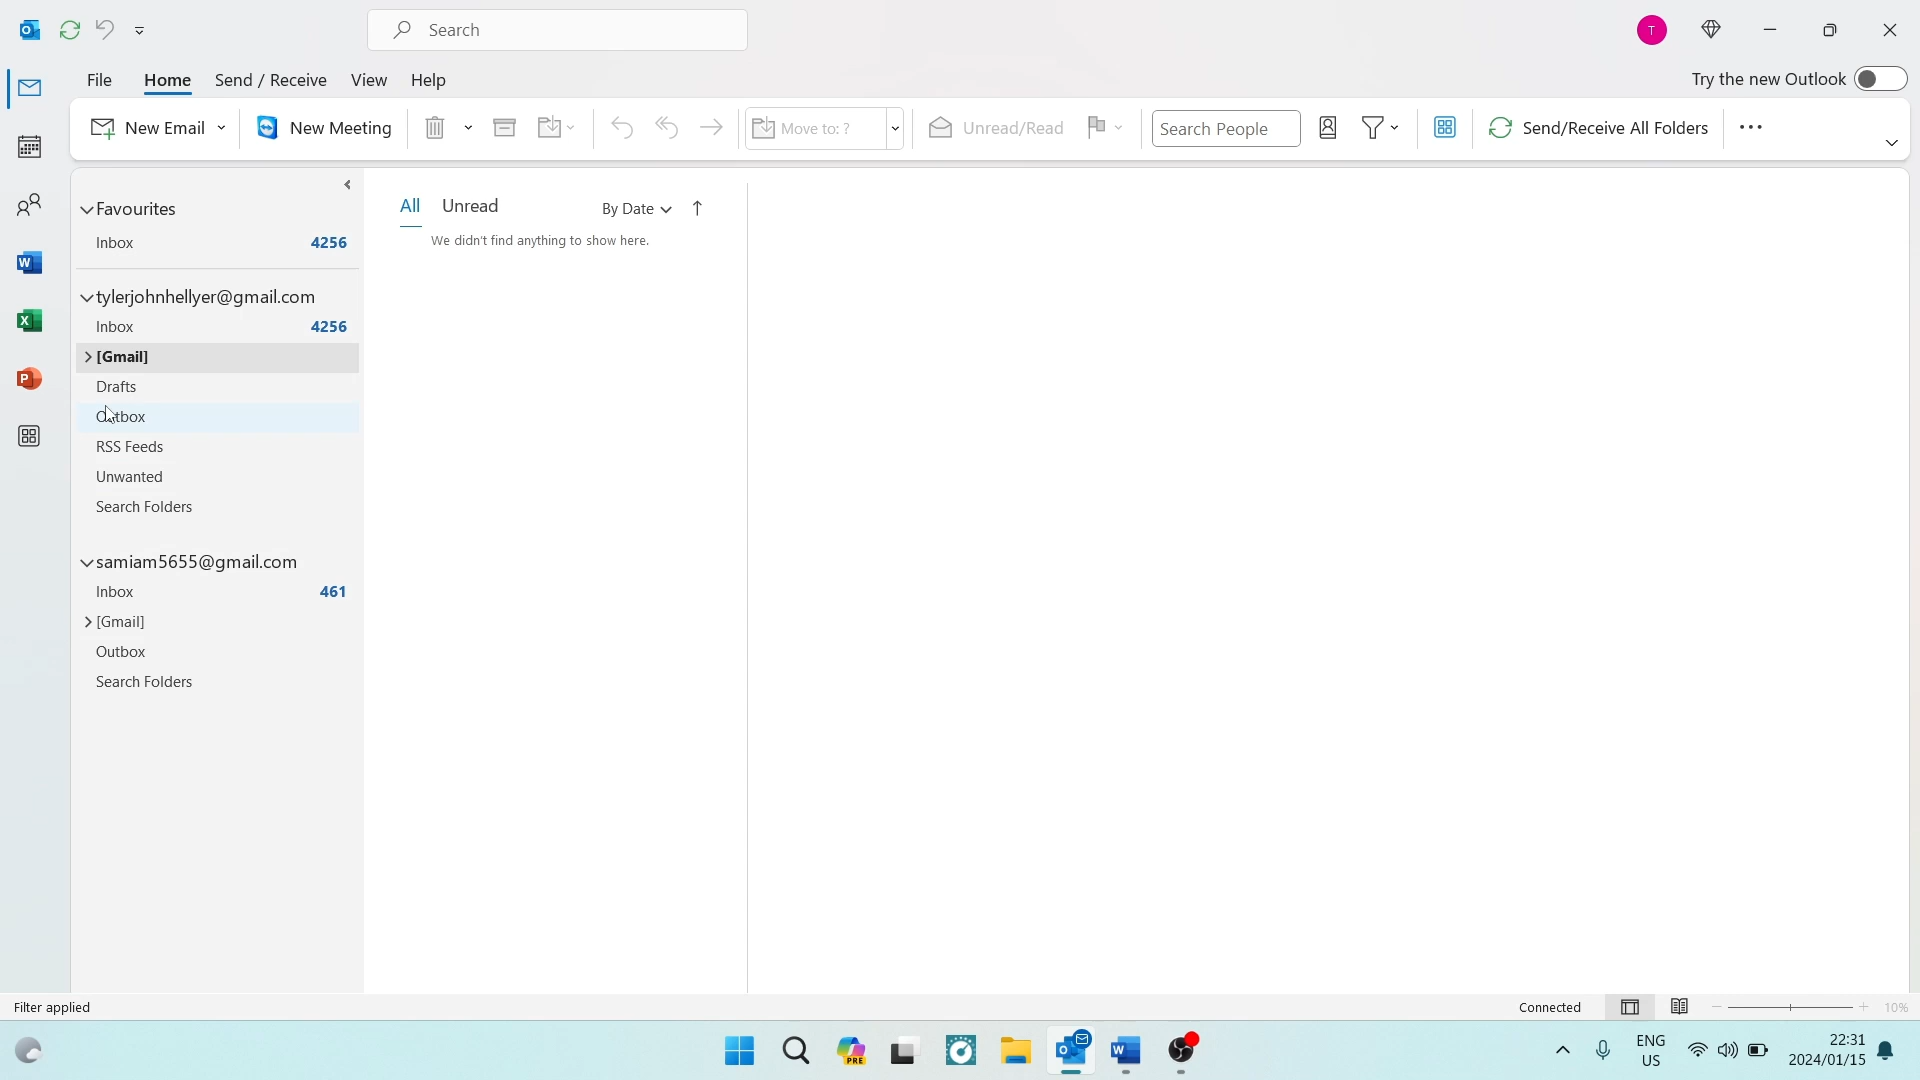 Search
T
File Home Send / Receive View Help
Try the new Outlook
New Email New Meeting Move to: ? Unread/Read Search People Send/Receive All Folders
Favourites
Inbox 4256
tylerjohnhellyer@gmail.com
Inbox 4256
[Gmail]
Drafts
Outbox
RSS Feeds
Unwanted
Search Folders
samiam5655@gmail.com
Inbox 461
[Gmail]
Outbox
Search Folders
All Unread By Date
We didn't find anything to show here.
Filter applied
Connected
10%
PRE
ENG
US
22:31
2024/01/15